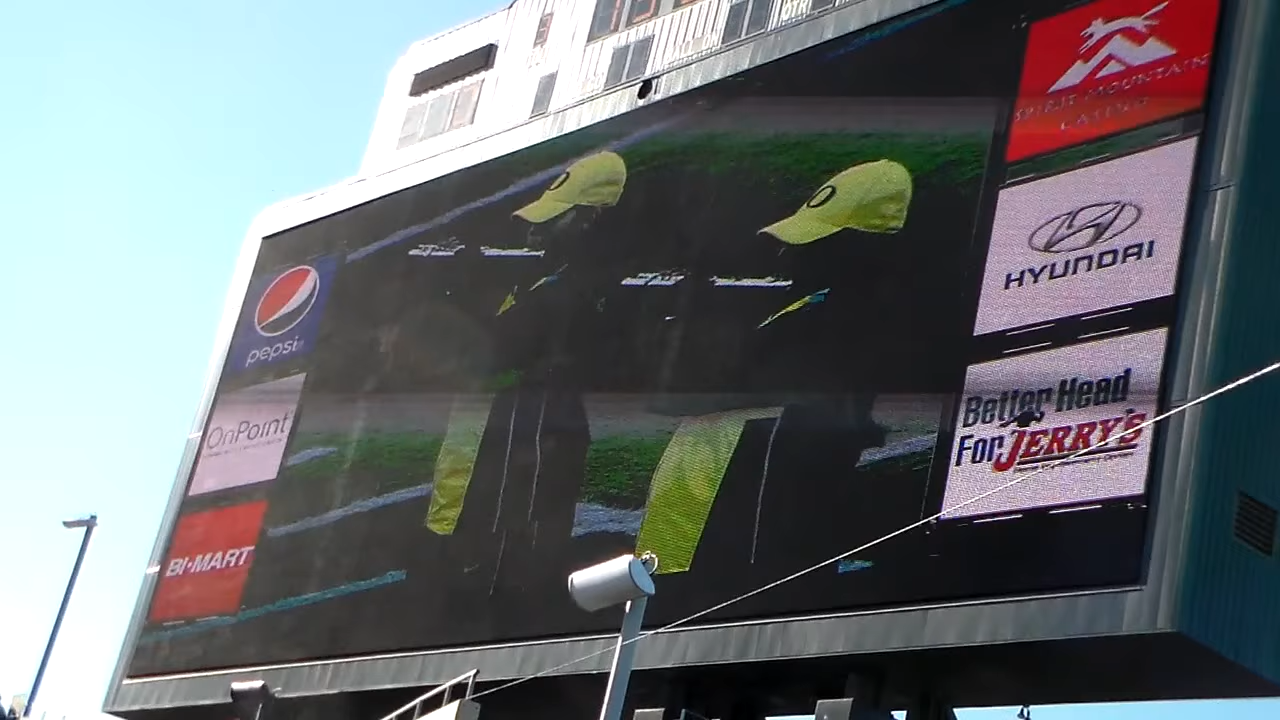 SPIRIT MOUNTAIN
CASINO
pepsi
HYUNDAI
OnPoint
Better Head
For JERRY'S
BI-MART
O
O